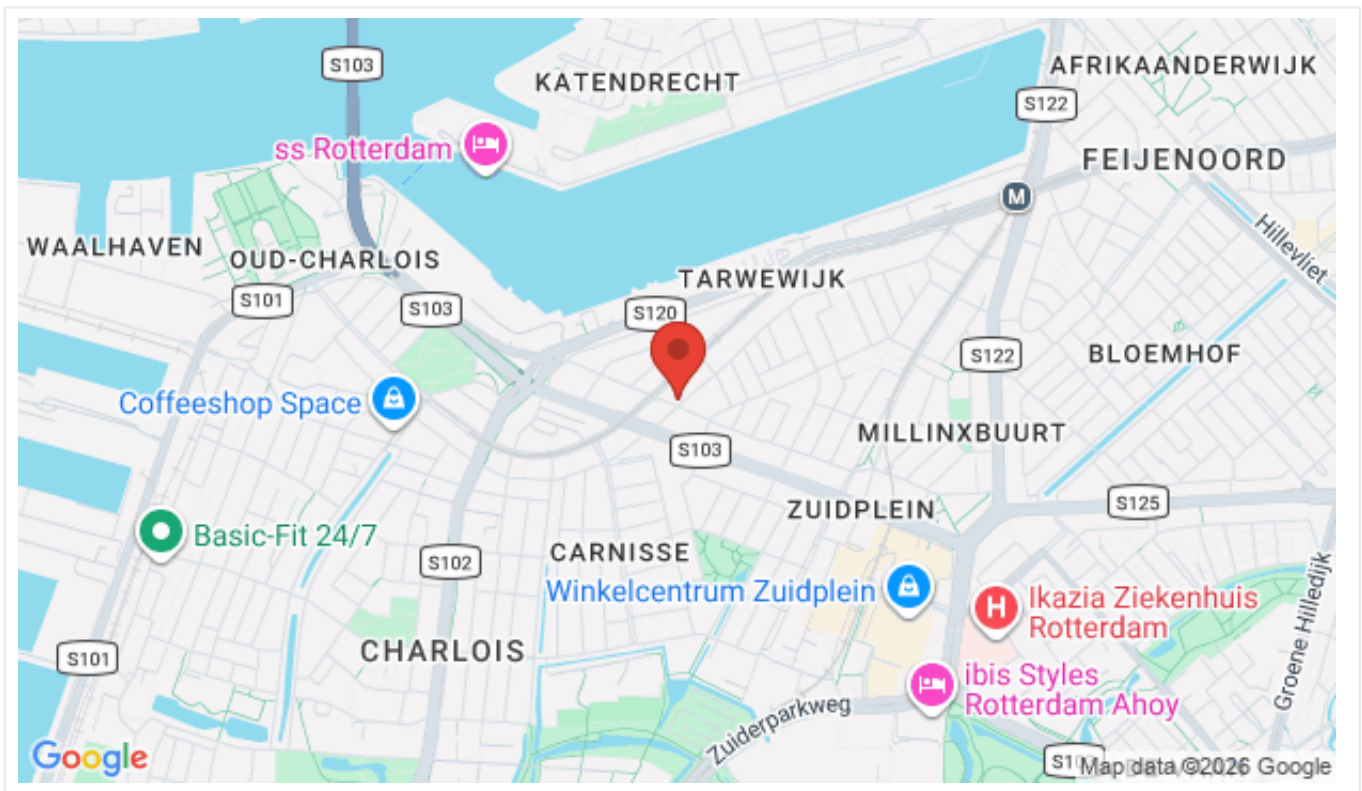 S103
KATENDRECHT
AFRIKAANDERWIJK
S122
ss Rotterdam
FEIJENOORD
M
Hillevliet
WAALHAVEN
OUD-CHARLOIS
TARWEWIJK
S101
S103
S120
S122
BLOEMHOF
Coffeeshop Space
MILLINXBUURT
S103
ZUIDPLEIN
S125
Basic-Fit 24/7
CARNISSE
S102
Winkelcentrum Zuidplein
H
Ikazia Ziekenhuis
Rotterdam
Groene Hilledijk
CHARLOIS
S101
ibis Styles
Rotterdam Ahoy
Zuiderparkweg
Google
Map data ©2026 Google